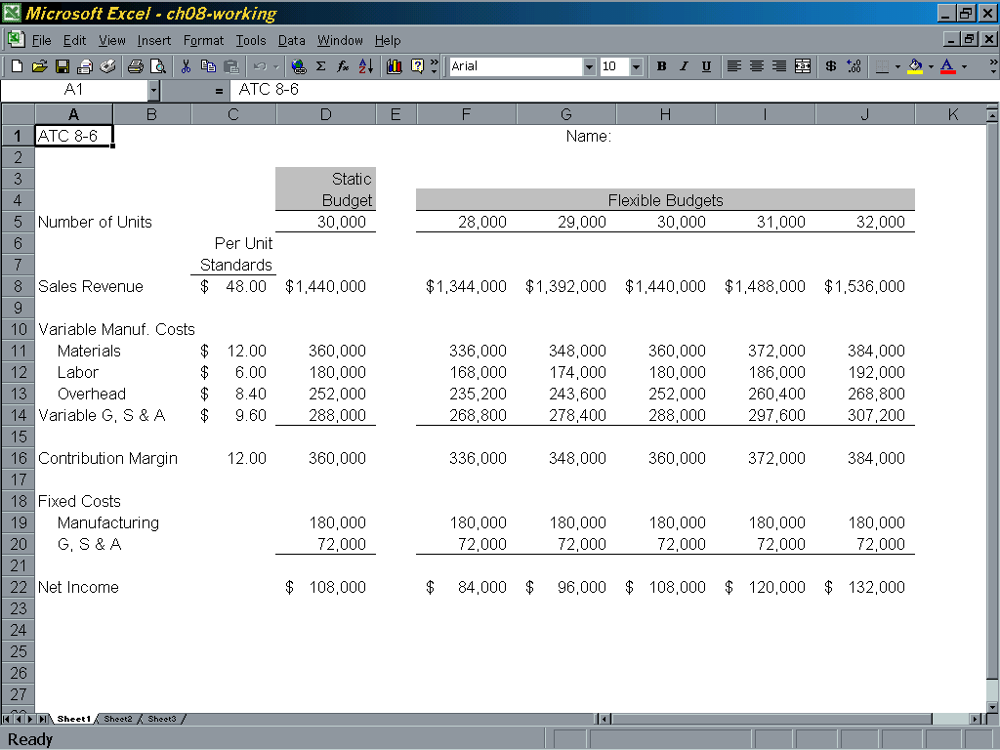 Microsoft Excel - ch08-working
File Edit View Insert Format Tools Data Window Help
Arial 10 B I U $
A1 = ATC 8-6
A B C D E F G H I J K
1 ATC 8-6 Name:
2
3 Static
4 Budget Flexible Budgets
5 Number of Units 30,000 28,000 29,000 30,000 31,000 32,000
6 Per Unit
7 Standards
8 Sales Revenue $ 48.00 $1,440,000 $1,344,000 $1,392,000 $1,440,000 $1,488,000 $1,536,000
9
10 Variable Manuf. Costs
11 Materials $ 12.00 360,000 336,000 348,000 360,000 372,000 384,000
12 Labor $ 6.00 180,000 168,000 174,000 180,000 186,000 192,000
13 Overhead $ 8.40 252,000 235,200 243,600 252,000 260,400 268,800
14 Variable G, S & A $ 9.60 288,000 268,800 278,400 288,000 297,600 307,200
15
16 Contribution Margin 12.00 360,000 336,000 348,000 360,000 372,000 384,000
17
18 Fixed Costs
19 Manufacturing 180,000 180,000 180,000 180,000 180,000 180,000
20 G, S & A 72,000 72,000 72,000 72,000 72,000 72,000
21
22 Net Income $ 108,000 $ 84,000 $ 96,000 $ 108,000 $ 120,000 $ 132,000
23
24
25
26
27
Sheet1 Sheet2 Sheet3
Ready